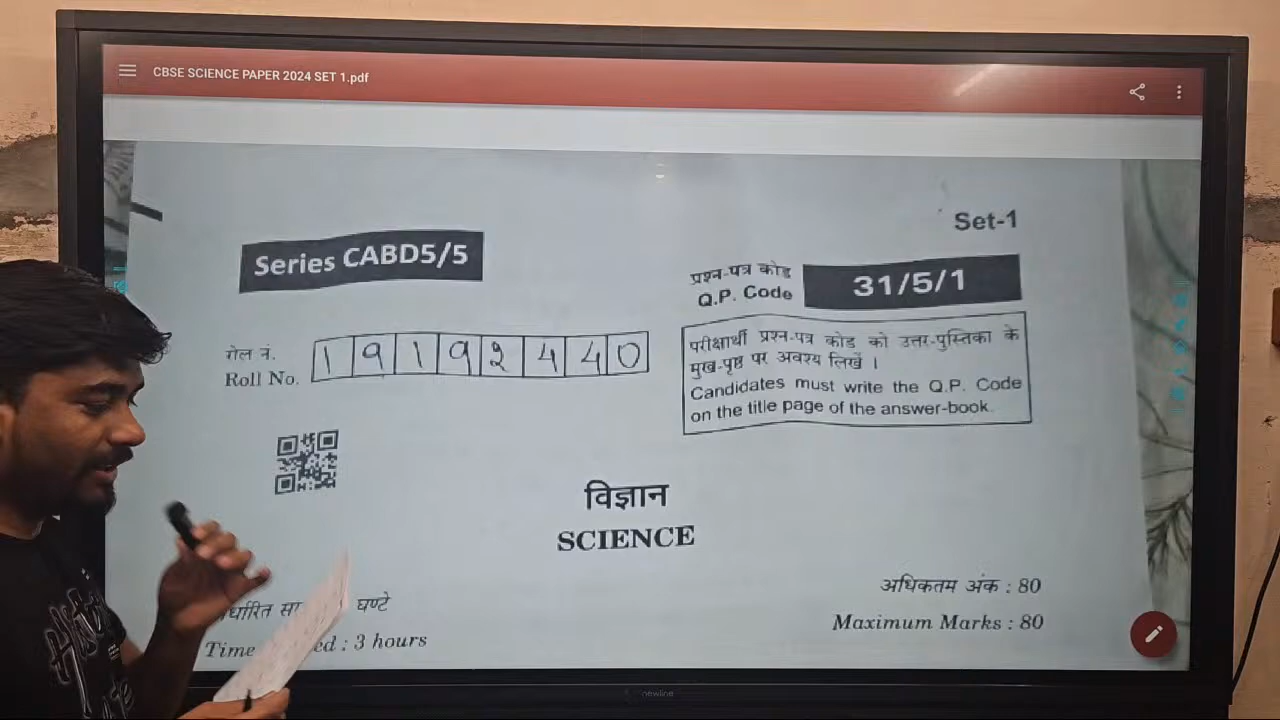 CBSE SCIENCE PAPER 2024 SET 1.pdf
Set-1
Series CABD5/5
प्रश्न-पत्र कोड
Q.P. Code
31/5/1
रोल नं.
Roll No.
1 9 1 9 2 4 4 0
परीक्षार्थी प्रश्न-पत्र कोड को उत्तर-पुस्तिका के
मुख-पृष्ठ पर अवश्य लिखें ।
Candidates must write the Q.P. Code
on the title page of the answer-book.
विज्ञान
SCIENCE
घण्टे
Time : 3 hours
अधिकतम अंक : 80
Maximum Marks : 80
newline